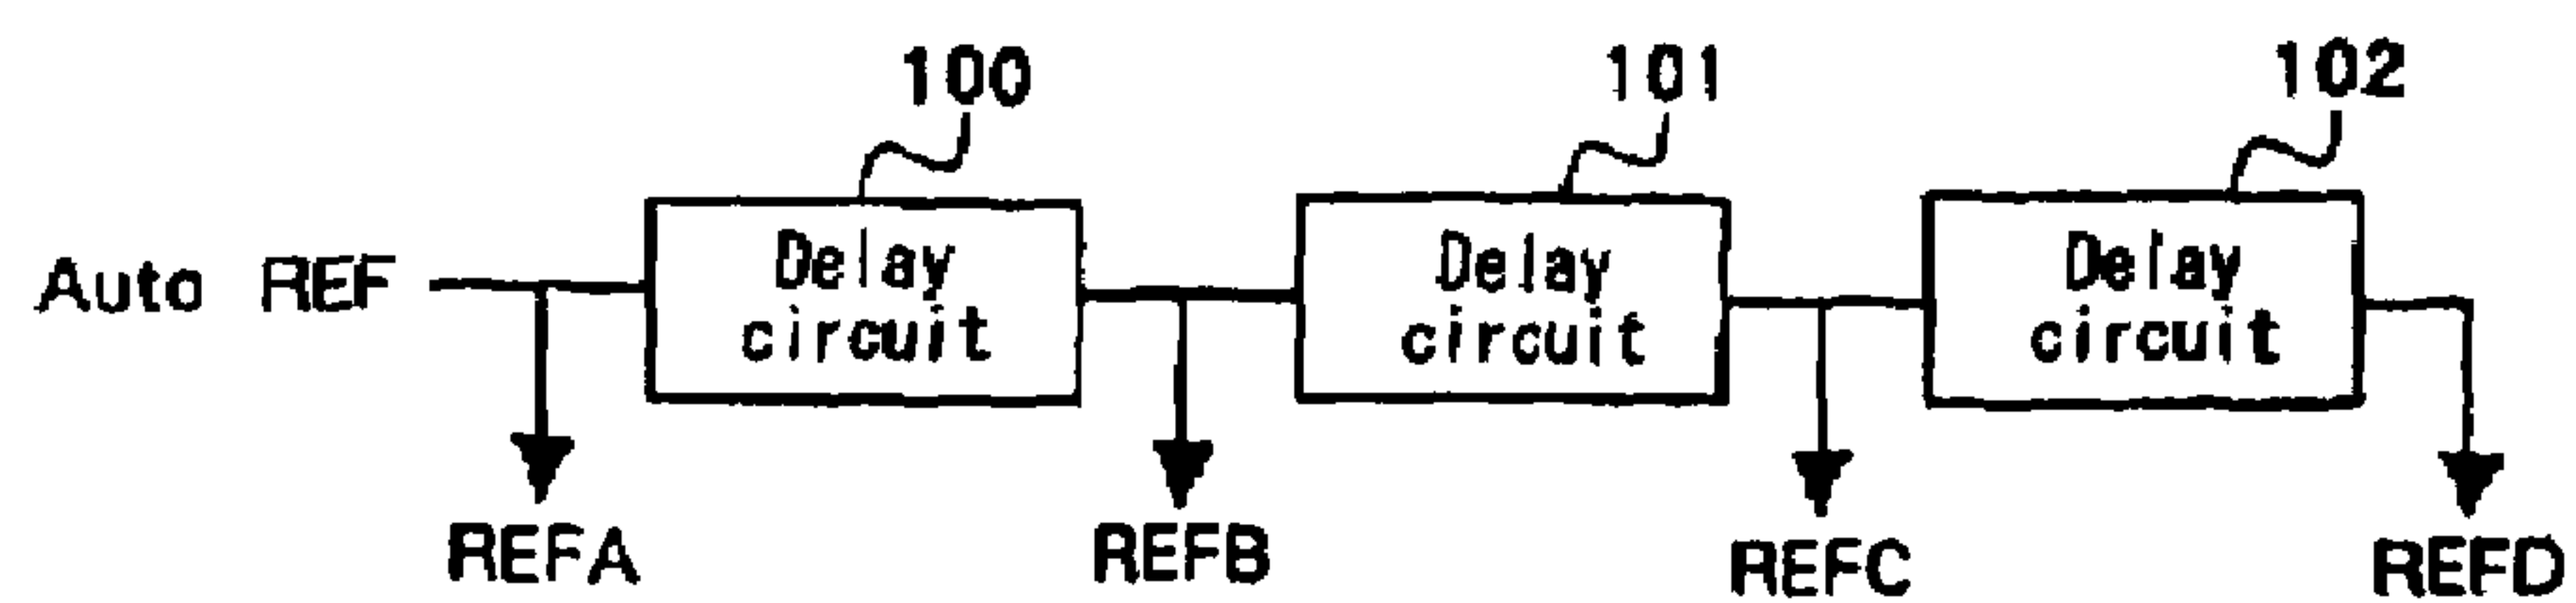 100
101
102
Auto REF
Delay
circuit
Delay
circuit
Delay
circuit
REFA
REFB
REFC
REFD